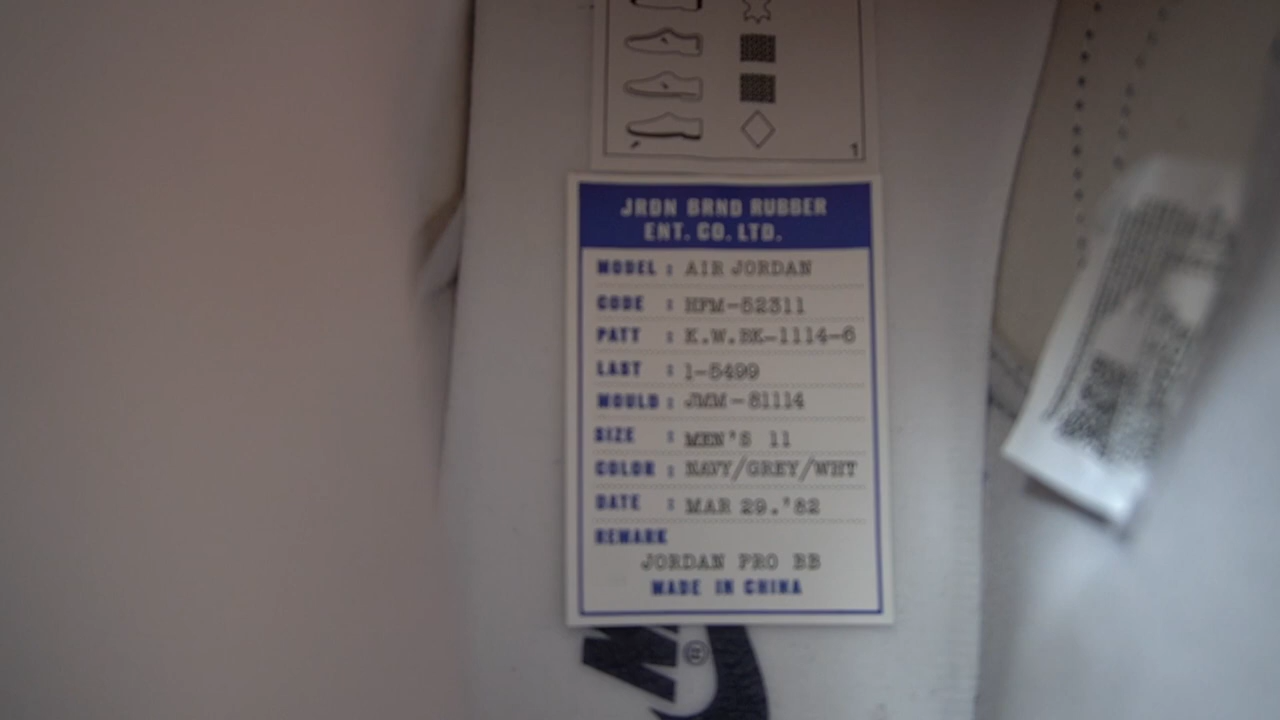 1
JRDN BRND RUBBER
ENT. CO. LTD.
MODEL : AIR JORDAN
CODE : HFM-52311
PATT : K.W.BK-1114-6
LAST : 1-5499
MOULD : JMM-81114
SIZE : MEN'S 11
COLOR : NAVY/GREY/WHT
DATE : MAR 29.'82
REMARK
JORDAN PRO BB
MADE IN CHINA